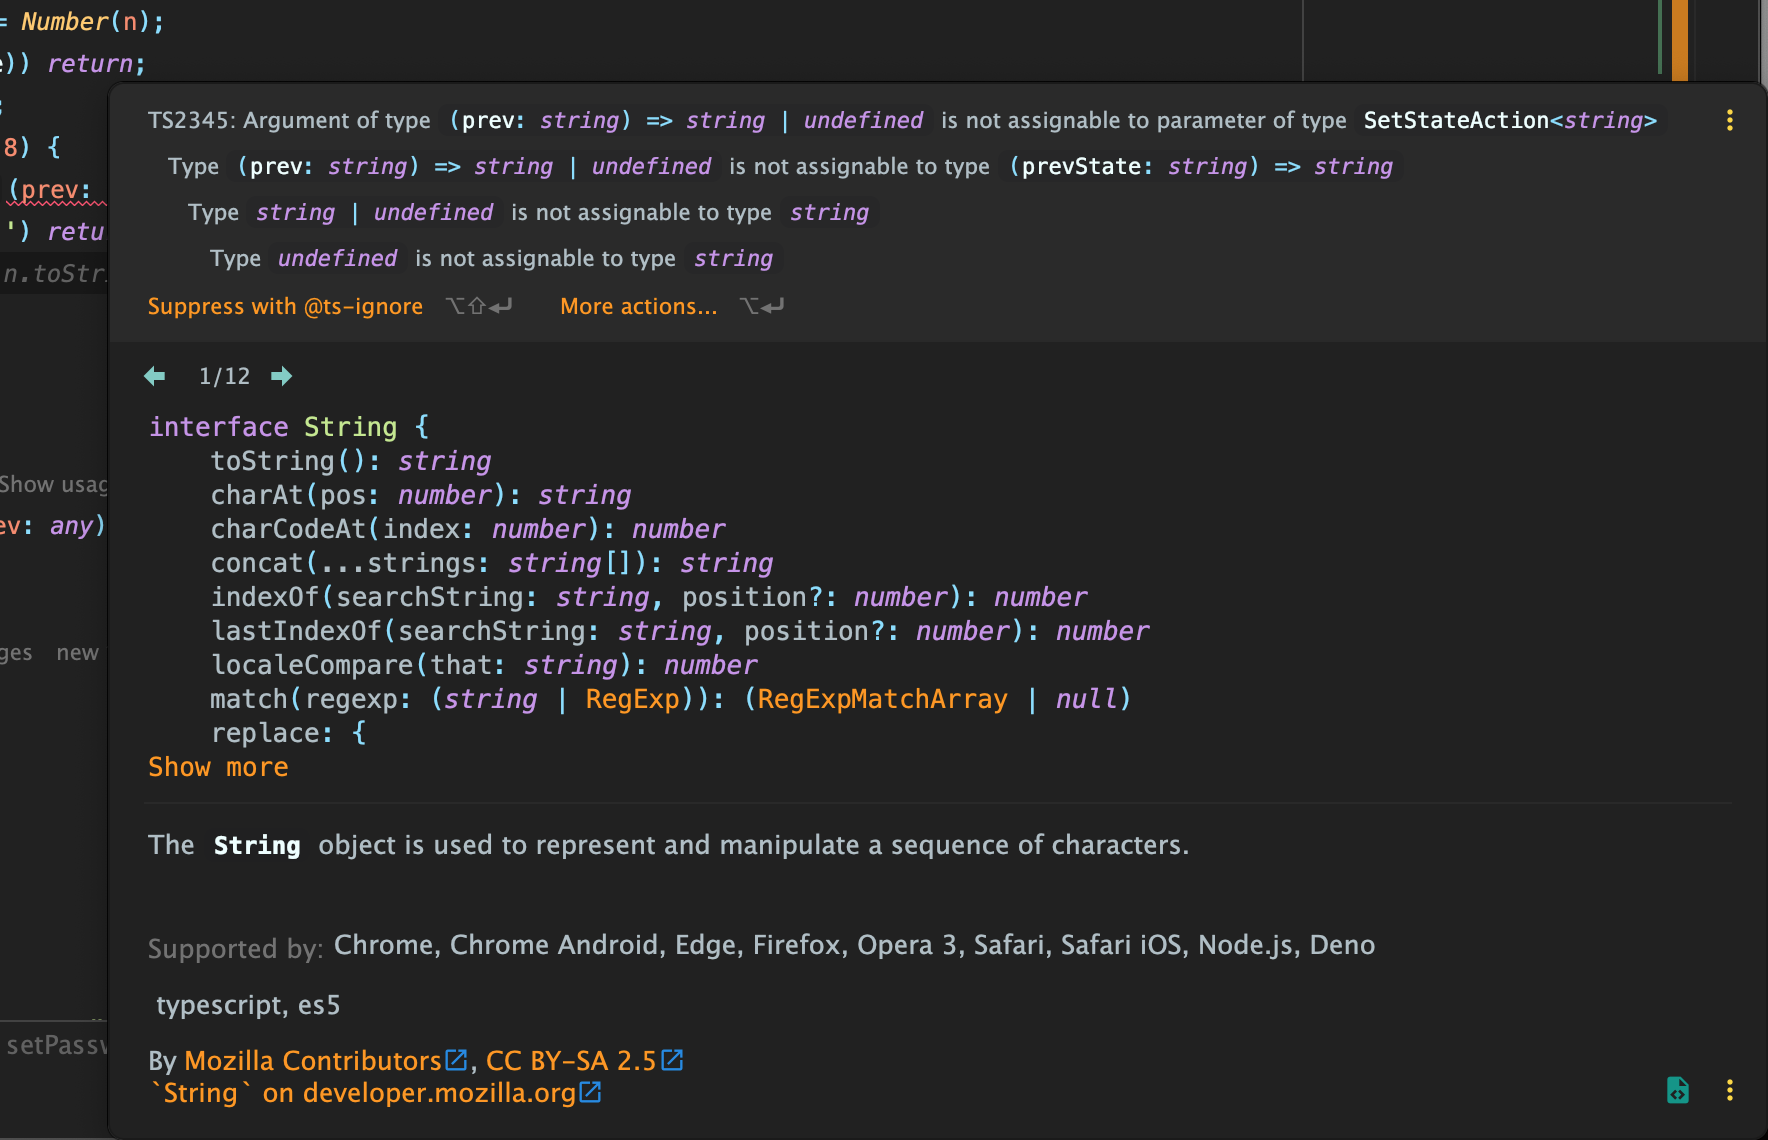 = Number(n);
)) return;
;
8) {
(prev:
') retu
n.toStri
TS2345: Argument of type (prev: string) => string | undefined is not assignable to parameter of type SetStateAction<string>
Type (prev: string) => string | undefined is not assignable to type (prevState: string) => string
Type string | undefined is not assignable to type string
Type undefined is not assignable to type string
Suppress with @ts-ignore ⌥⇧↩ More actions... ⌥↩
1/12
interface String {
toString(): string
charAt(pos: number): string
charCodeAt(index: number): number
concat(...strings: string[]): string
indexOf(searchString: string, position?: number): number
lastIndexOf(searchString: string, position?: number): number
localeCompare(that: string): number
match(regexp: (string | RegExp)): (RegExpMatchArray | null)
replace: {
Show more
Show usag
ev: any)
ges new
The String object is used to represent and manipulate a sequence of characters.
Supported by: Chrome, Chrome Android, Edge, Firefox, Opera 3, Safari, Safari iOS, Node.js, Deno
typescript, es5
setPassw
By Mozilla Contributors, CC BY-SA 2.5
`String` on developer.mozilla.org